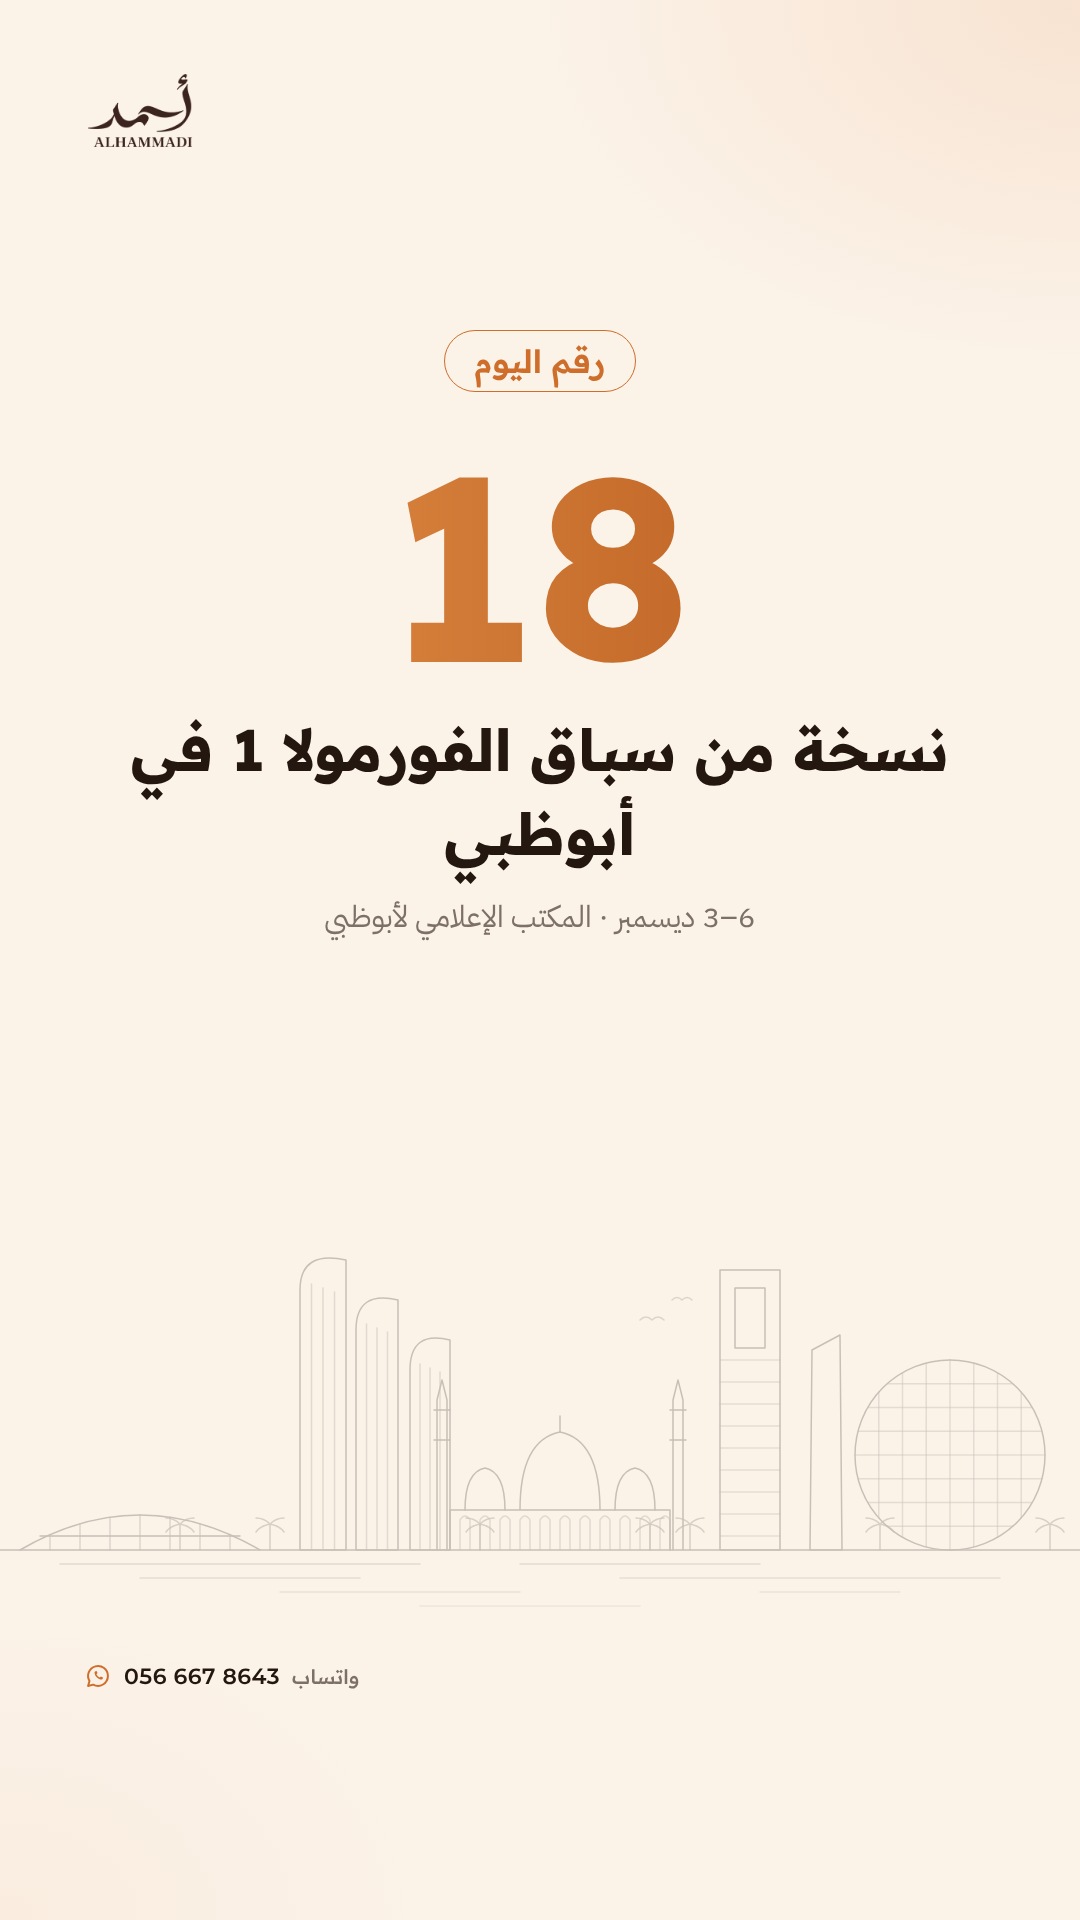 أحمد
ALHAMMADI
رقم اليوم
18
نسخة من سباق الفورمولا 1 في
أبوظبي
3–6 ديسمبر · المكتب الإعلامي لأبوظبي
056 667 8643 واتساب